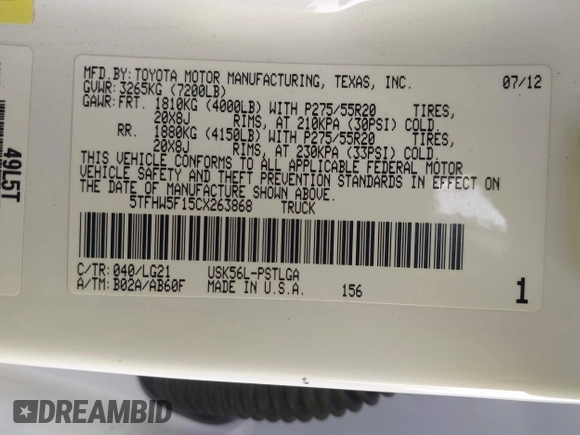 MFD.BY:TOYOTA MOTOR MANUFACTURING, TEXAS, INC. 07/12
GVWR:3265KG (7200LB)
GAWR:FRT. 1810KG (4000LB) WITH P275/55R20 TIRES,
20X8J RIMS, AT 210KPA (30PSI) COLD.
RR. 1880KG (4150LB) WITH P275/55R20 TIRES,
20X8J RIMS, AT 230KPA (33PSI) COLD.
THIS VEHICLE CONFORMS TO ALL APPLICABLE FEDERAL MOTOR
VEHICLE SAFETY AND THEFT PREVENTION STANDARDS IN EFFECT ON
THE DATE OF MANUFACTURE SHOWN ABOVE.
5TFHW5F15CX263868 TRUCK
C/TR:040/LG21 USK56L-PSTLGA
A/TM:B02A/AB60F MADE IN U.S.A. 156 1
49L5T
DREAMBID